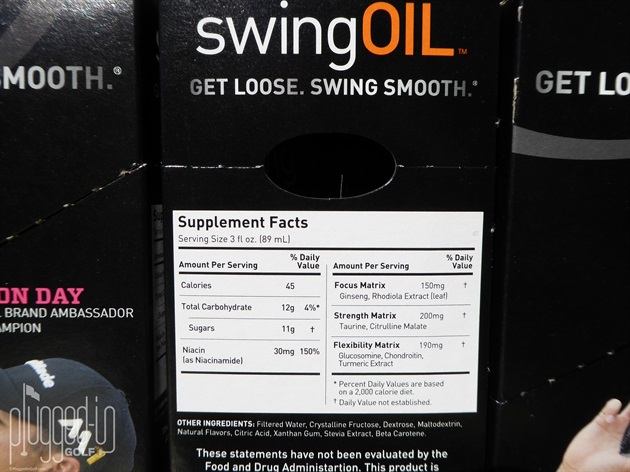 swingOIL™
GET LOOSE. SWING SMOOTH.®
SMOOTH.®
GET LO
Supplement Facts
Serving Size 3 fl oz. (89 mL)
Amount Per Serving % Daily Value
Calories 45
Total Carbohydrate 12g 4%*
Sugars 11g †
Niacin 30mg 150%
(as Niacinamide)
Amount Per Serving % Daily Value
Focus Matrix 150mg †
Ginseng, Rhodiola Extract (leaf)
Strength Matrix 200mg †
Taurine, Citrulline Malate
Flexibility Matrix 190mg †
Glucosamine, Chondroitin,
Turmeric Extract
* Percent Daily Values are based
on a 2,000 calorie diet.
† Daily Value not established.
OTHER INGREDIENTS: Filtered Water, Crystalline Fructose, Dextrose, Maltodextrin,
Natural Flavors, Citric Acid, Xanthan Gum, Stevia Extract, Beta Carotene.
These statements have not been evaluated by the
Food and Drug Administartion. This product is
ON DAY
BRAND AMBASSADOR
MPION
plugged-in
GOLF